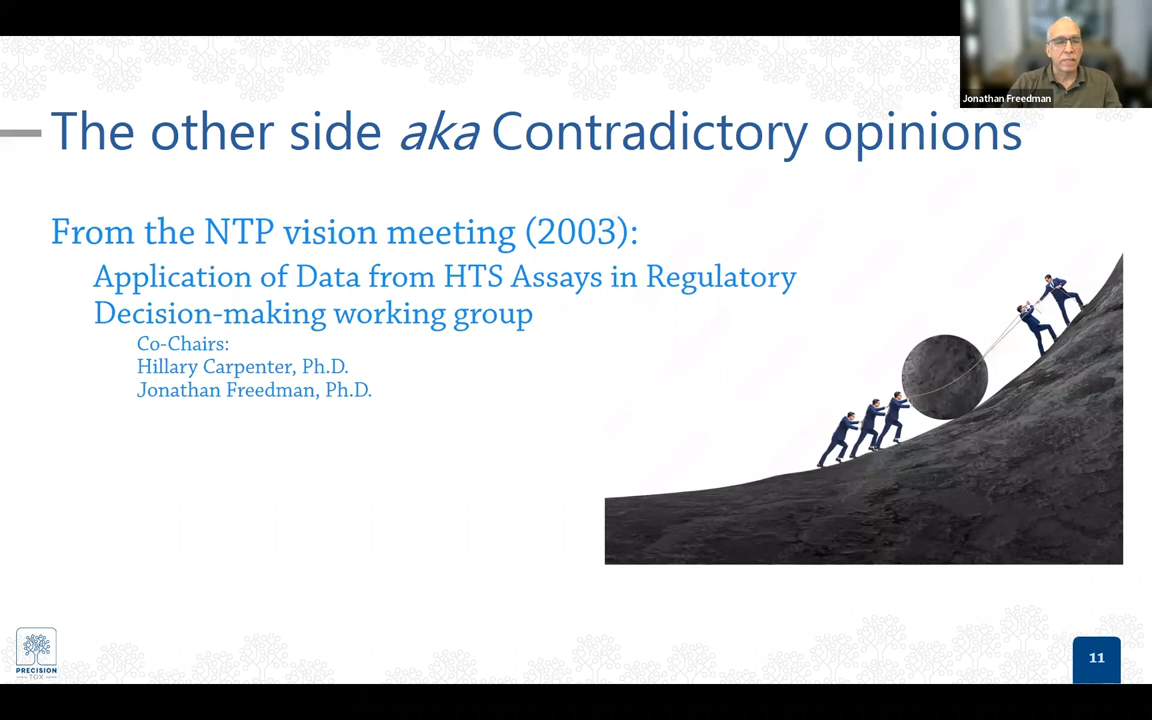 Jonathan Freedman
The other side aka Contradictory opinions
From the NTP vision meeting (2003):
Application of Data from HTS Assays in Regulatory
Decision-making working group
Co-Chairs:
Hillary Carpenter, Ph.D.
Jonathan Freedman, Ph.D.
PRECISION
TOX
11